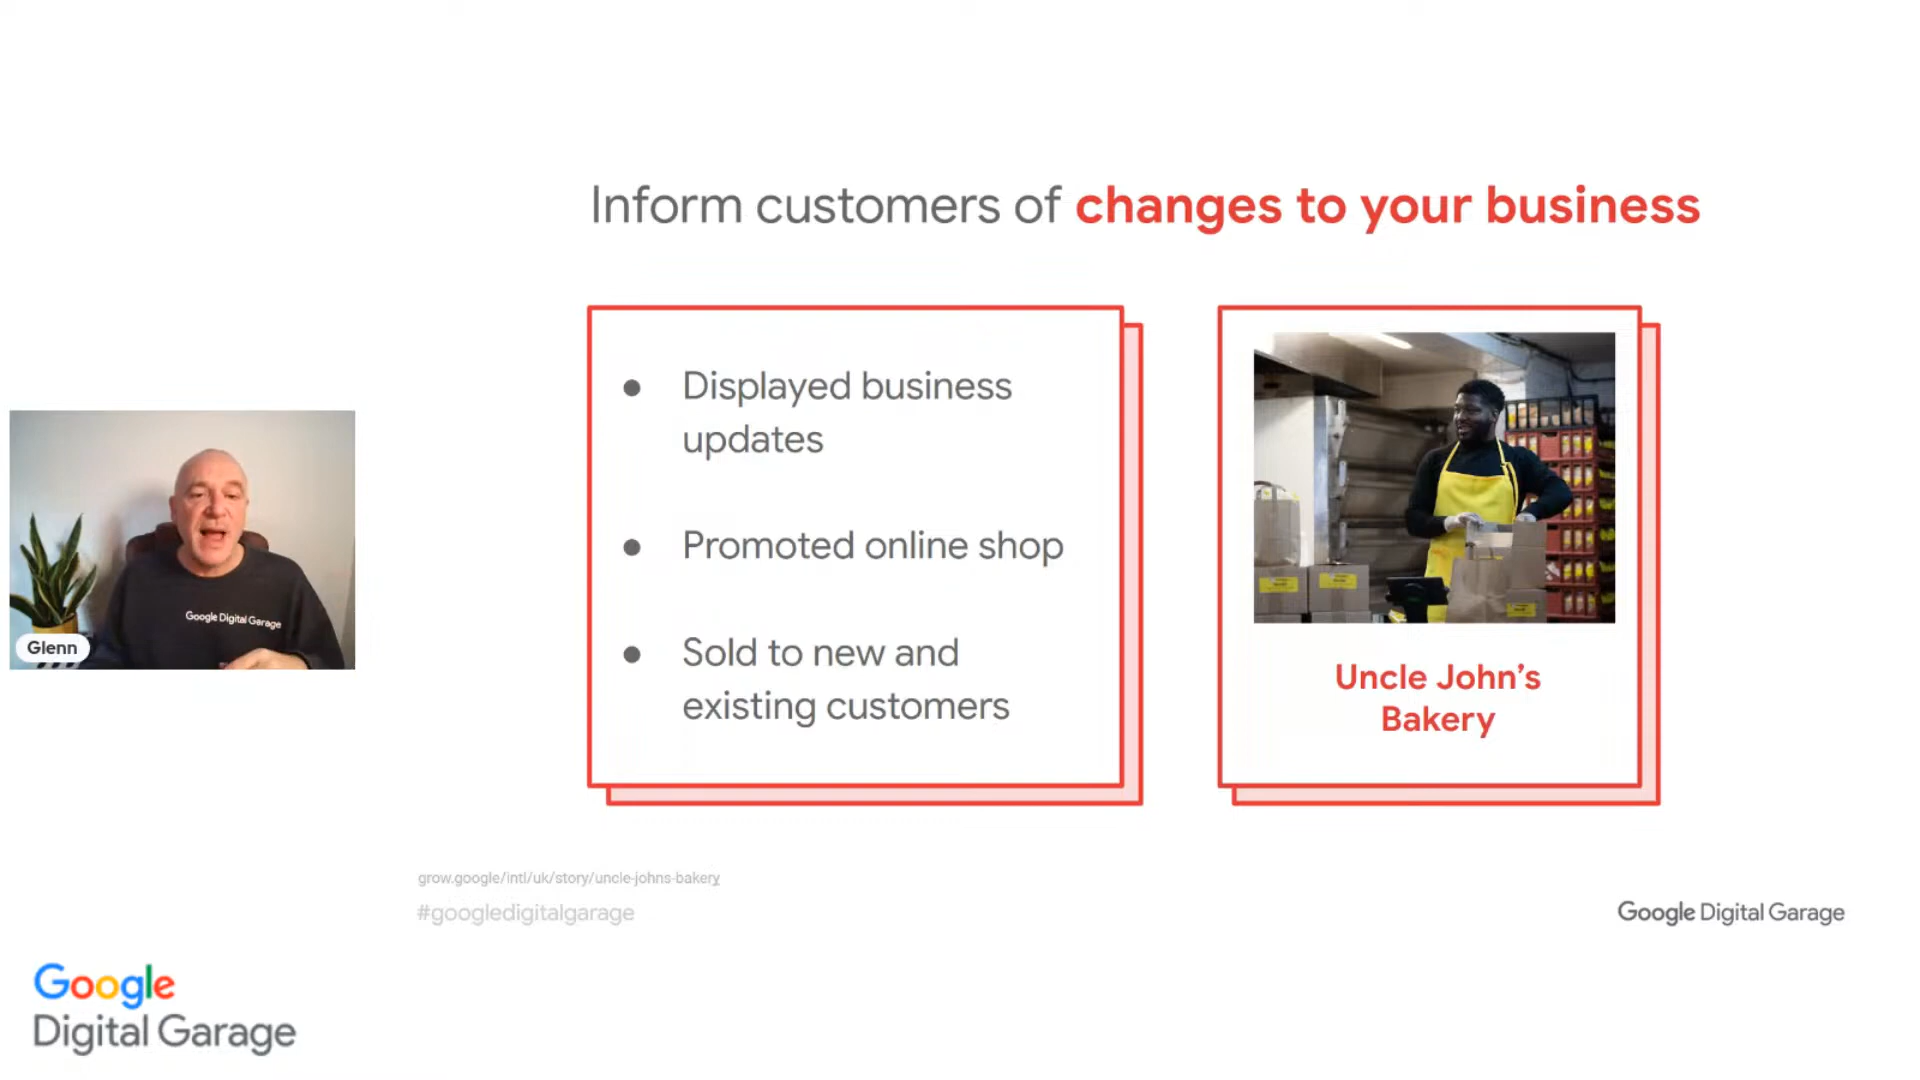 Inform customers of changes to your business
Displayed business
updates
Promoted online shop
Sold to new and
existing customers
Uncle John’s
Bakery
Google Digital Garage
Glenn
grow.google/intl/uk/story/uncle-johns-bakery
#googledigitalgarage
Google Digital Garage
Google
Digital Garage